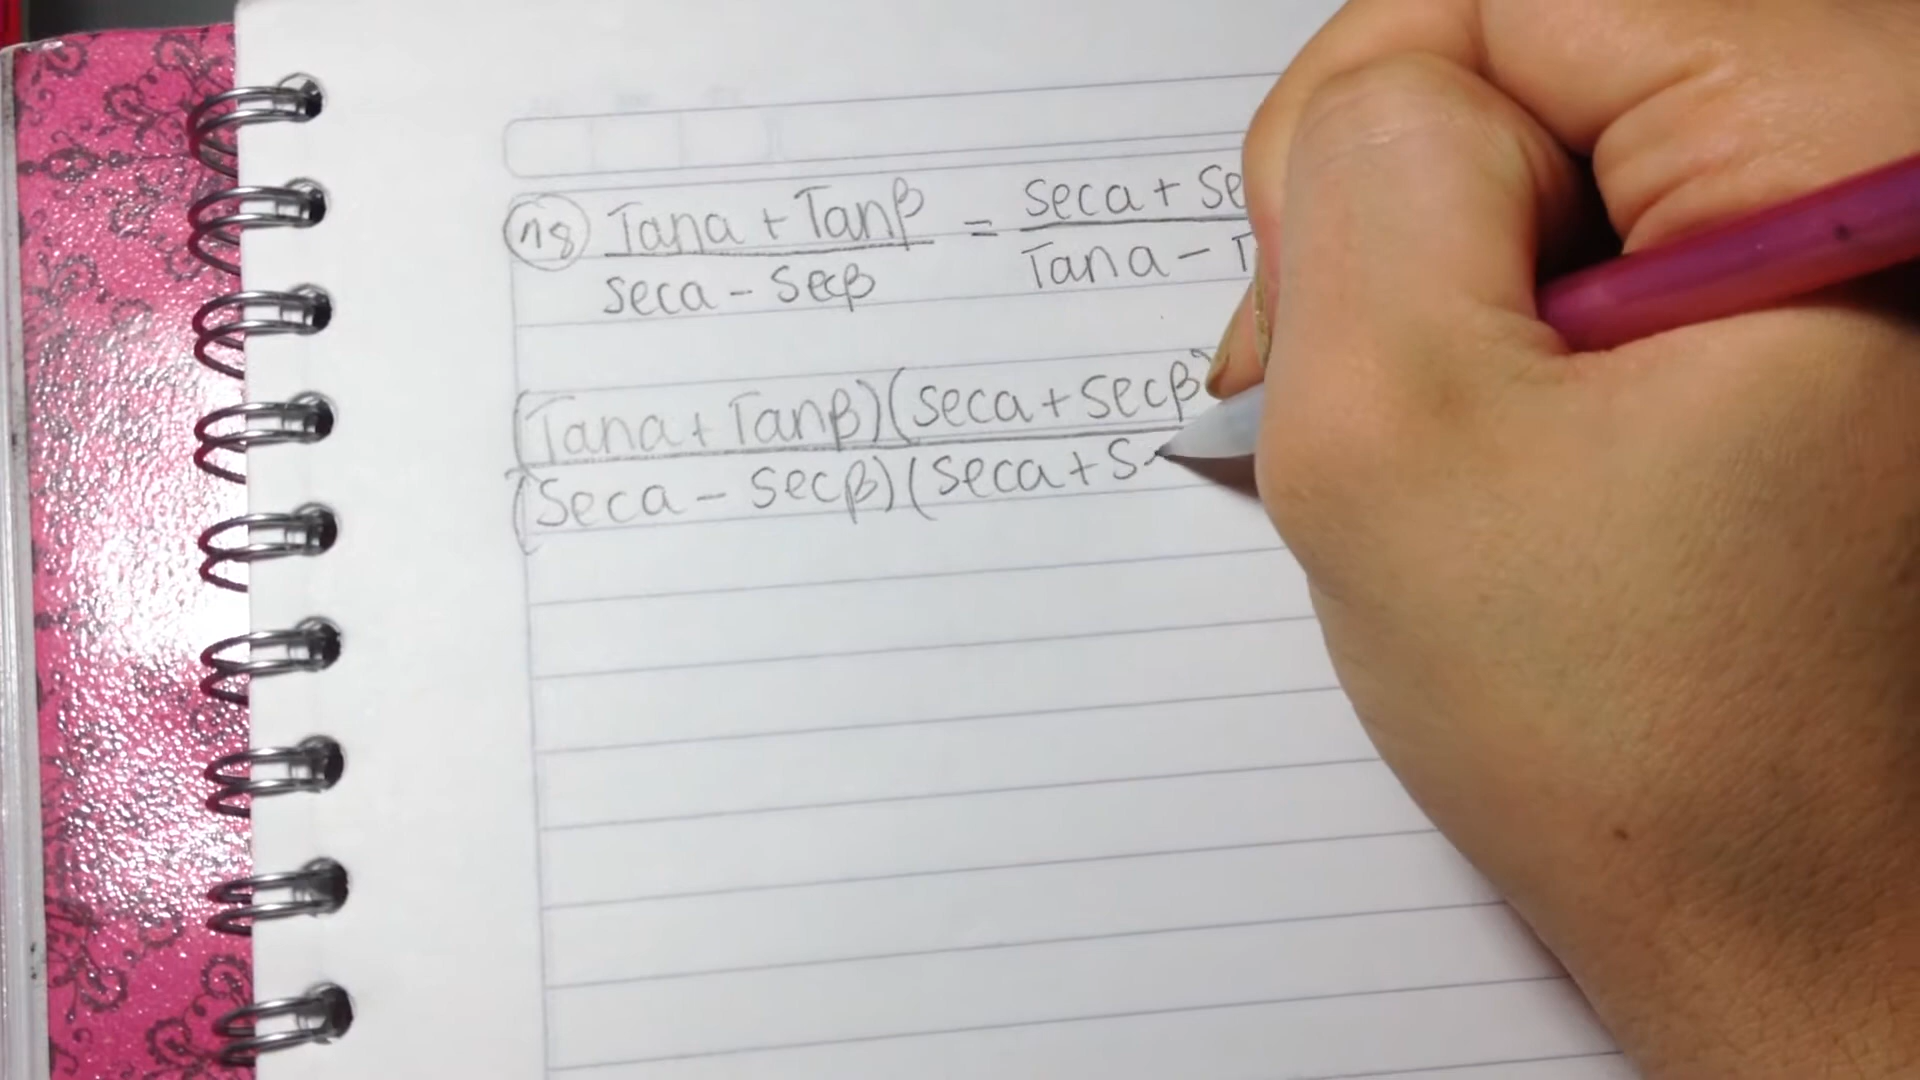 18 Tana + Tanβ / seca - secβ = seca + Se / Tana - T
(Tana + Tanβ)(seca + secβ)
(Seca - secβ)(seca + S